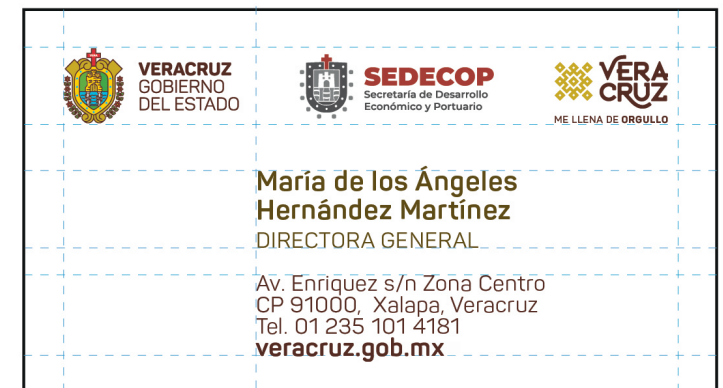 VERACRUZ
GOBIERNO
DEL ESTADO
SEDECOP
Secretaría de Desarrollo
Económico y Portuario
VERA
CRUZ
ME LLENA DE ORGULLO
María de los Ángeles
Hernández Martínez
DIRECTORA GENERAL
Av. Enriquez s/n Zona Centro
CP 91000, Xalapa, Veracruz
Tel. 01 235 101 4181
veracruz.gob.mx